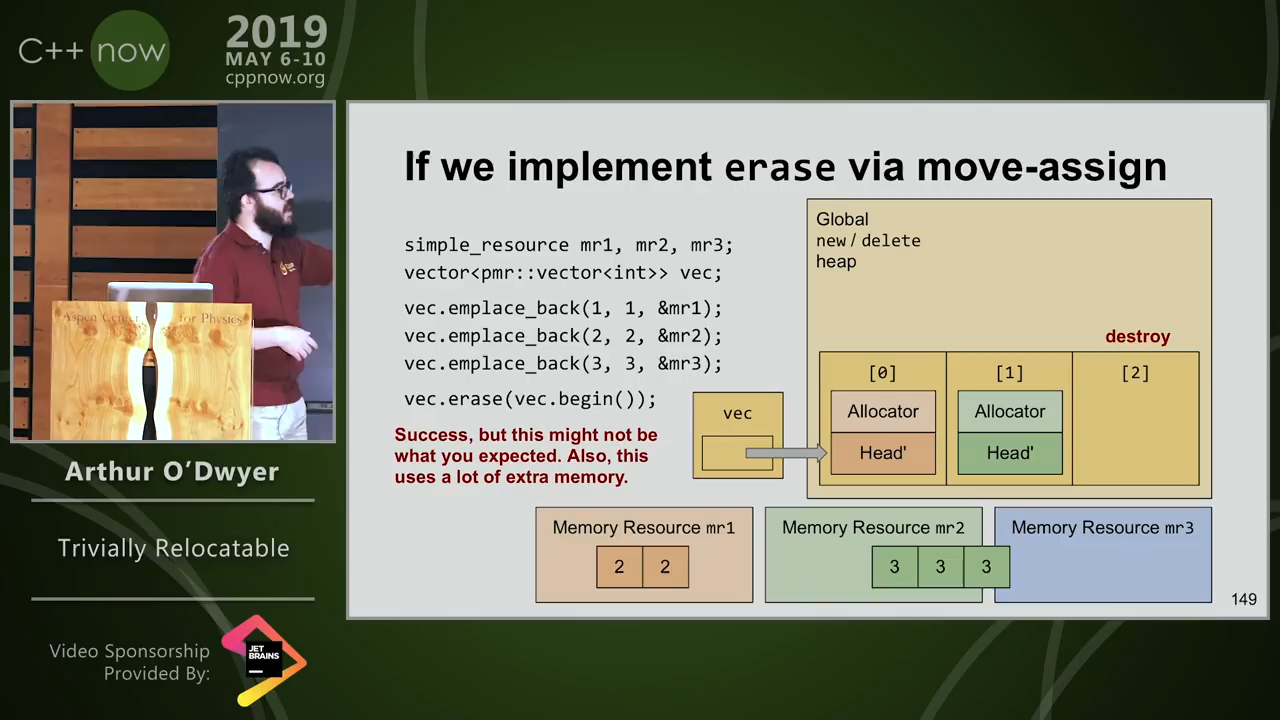 C++ now
2019
MAY 6-10
cppnow.org
Aspen Center for Physics
Arthur O'Dwyer
Trivially Relocatable
Video Sponsorship
Provided By:
JET
BRAINS
If we implement erase via move-assign
simple_resource mr1, mr2, mr3;
vector<pmr::vector<int>> vec;
vec.emplace_back(1, 1, &mr1);
vec.emplace_back(2, 2, &mr2);
vec.emplace_back(3, 3, &mr3);
vec.erase(vec.begin());
Success, but this might not be
what you expected. Also, this
uses a lot of extra memory.
vec
Global
new / delete
heap
destroy
[0] [1] [2]
Allocator Allocator
Head' Head'
Memory Resource mr1
2 2
Memory Resource mr2
3 3 3
Memory Resource mr3
149